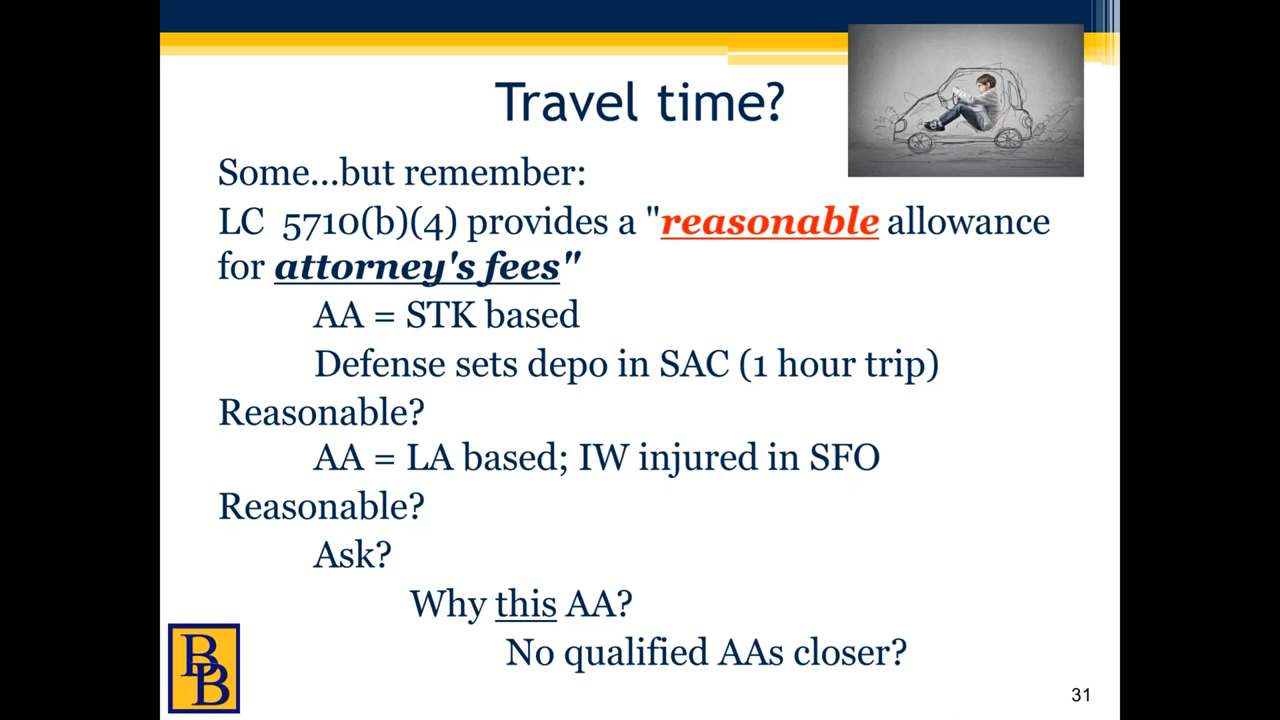 Travel time?
Some...but remember:
LC  5710(b)(4) provides a "reasonable allowance
for attorney's fees"
AA = STK based
Defense sets depo in SAC (1 hour trip)
Reasonable?
AA = LA based; IW injured in SFO
Reasonable?
Ask?
Why this AA?
No qualified AAs closer?
BB
31